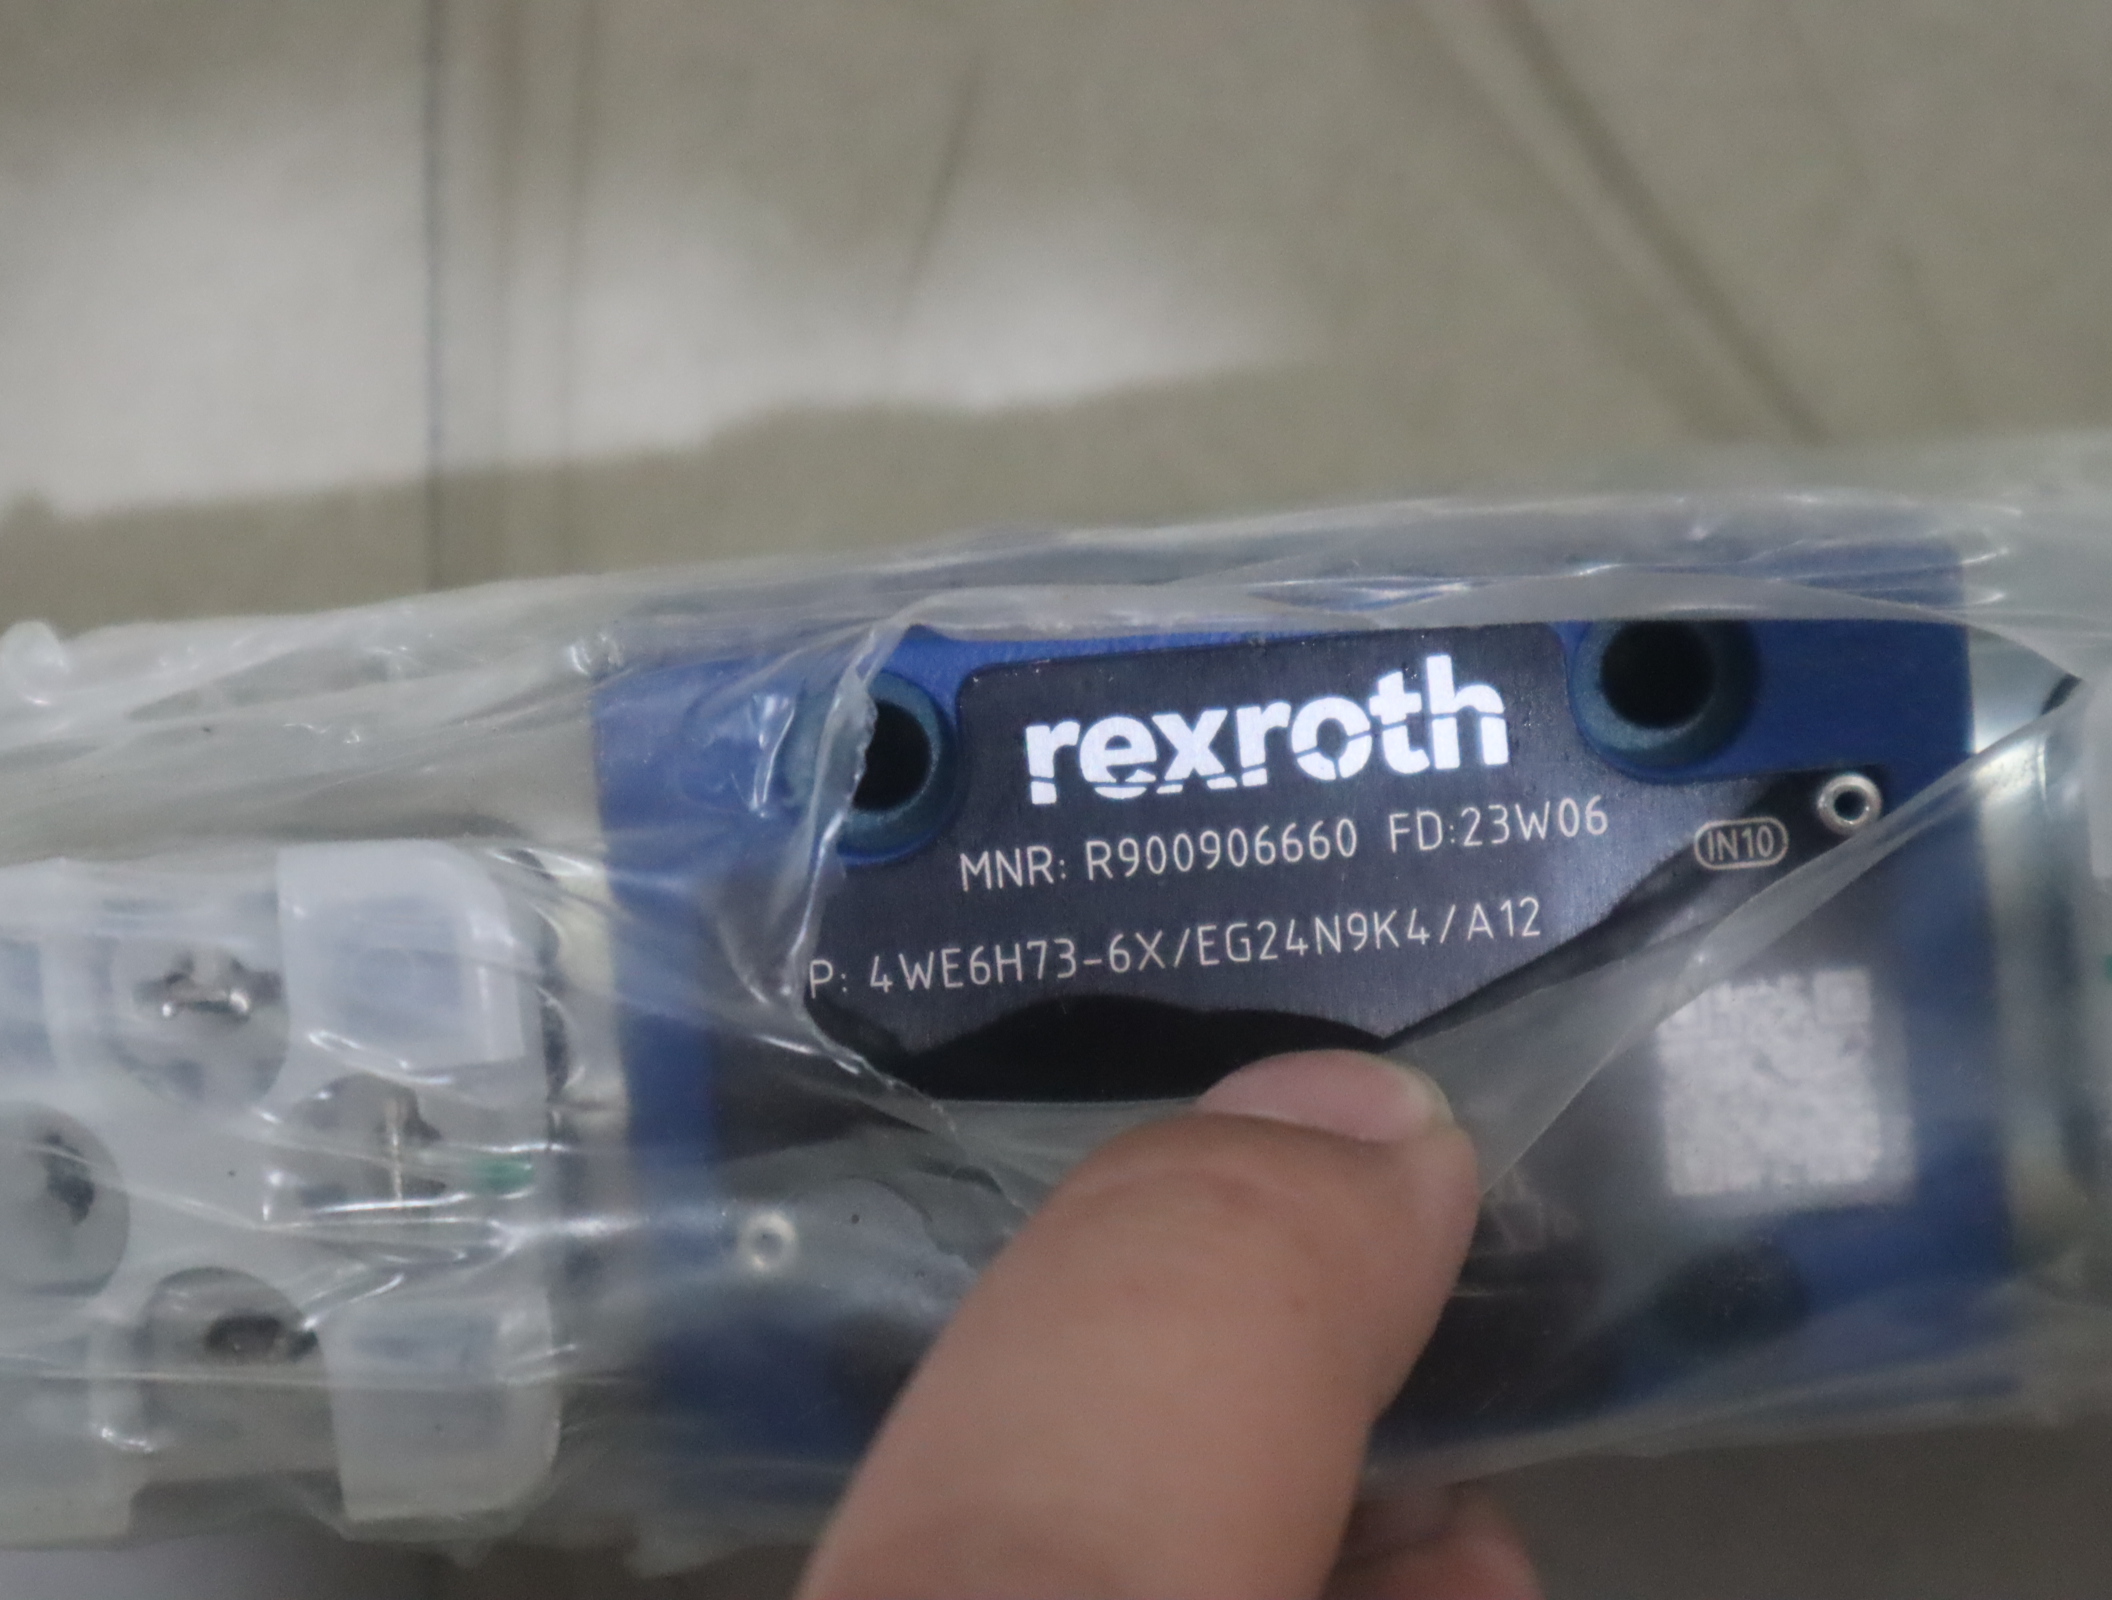 rexroth
MNR: R900906660 FD:23W06
IN10
P: 4WE6H73-6X/EG24N9K4/A12